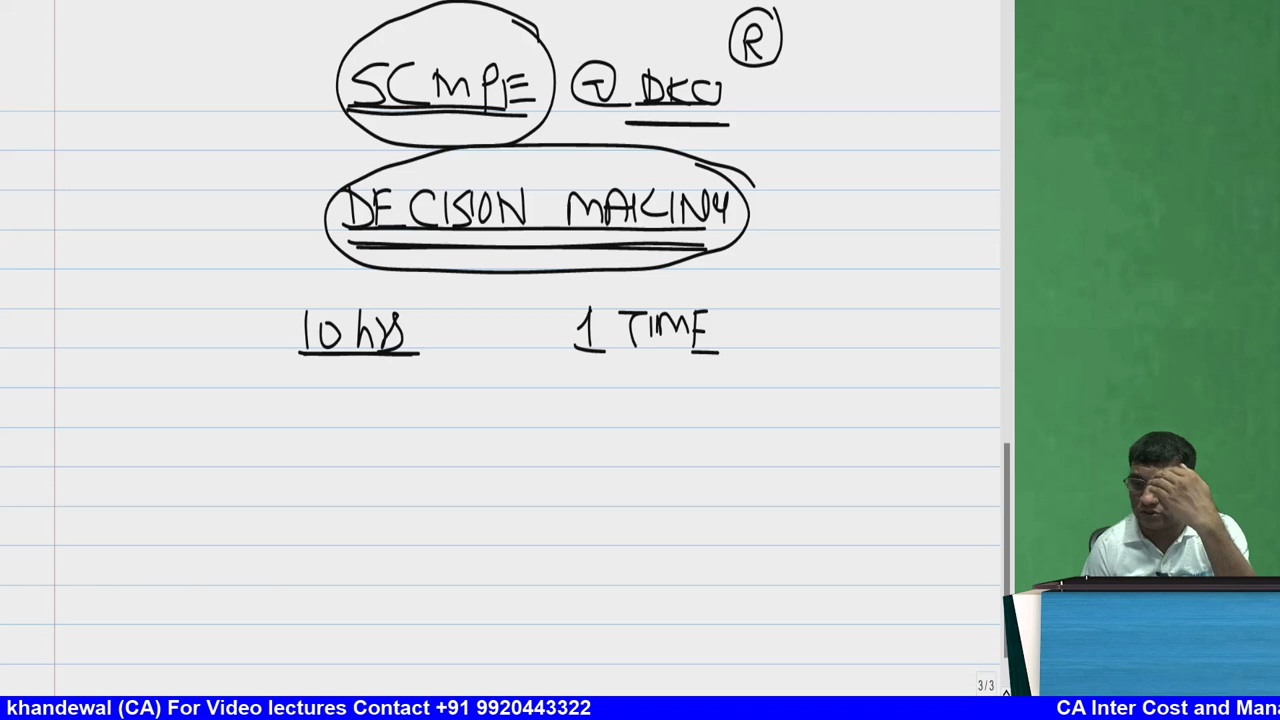 R
SCMPE @ DKC
DECISION MAKING
10 hrs 1 TIME
3/3
khandewal (CA) For Video lectures Contact +91 9920443322
CA Inter Cost and Mana